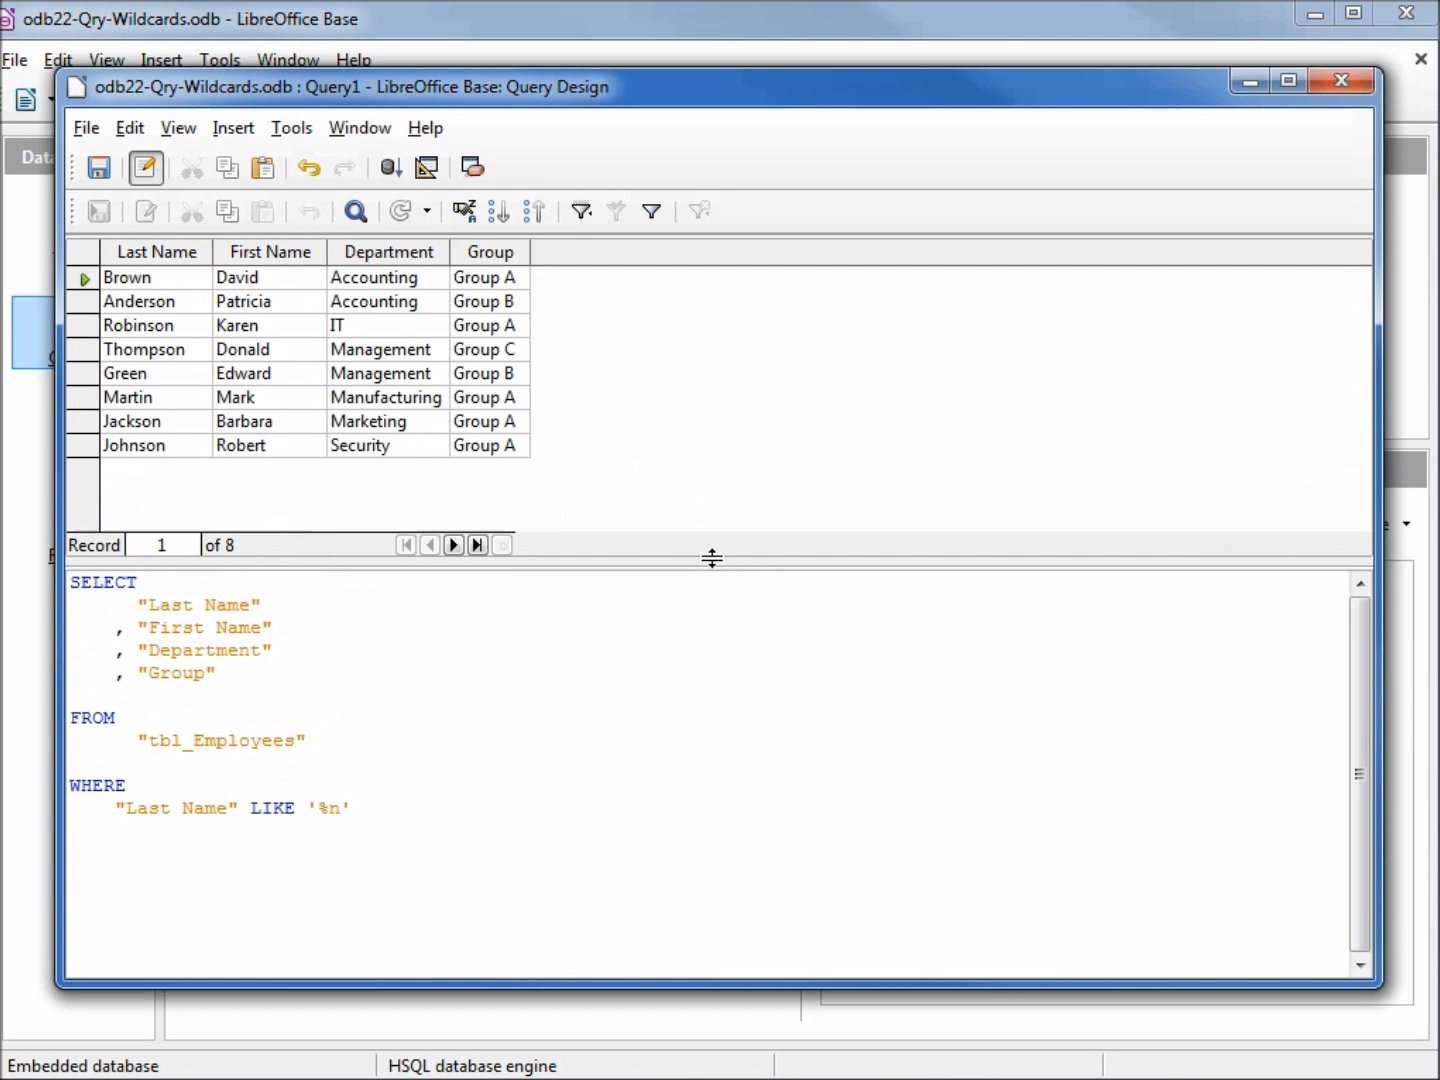 odb22-Qry-Wildcards.odb - LibreOffice Base
File Edit View Insert Tools Window Help
odb22-Qry-Wildcards.odb : Query1 - LibreOffice Base: Query Design
File Edit View Insert Tools Window Help
Last Name First Name Department Group
Brown David Accounting Group A
Anderson Patricia Accounting Group B
Robinson Karen IT Group A
Thompson Donald Management Group C
Green Edward Management Group B
Martin Mark Manufacturing Group A
Jackson Barbara Marketing Group A
Johnson Robert Security Group A
Record 1 of 8
SELECT
"Last Name"
, "First Name"
, "Department"
, "Group"
FROM
"tbl_Employees"
WHERE
"Last Name" LIKE '%n'
Embedded database HSQL database engine